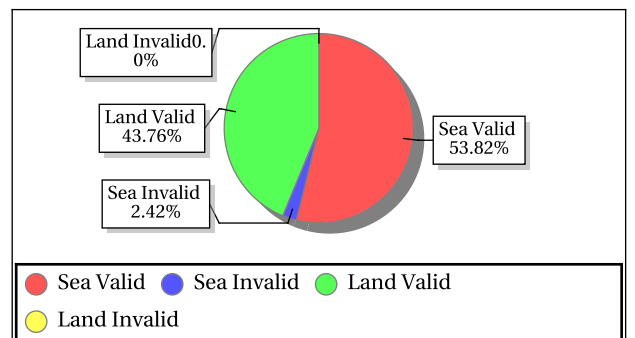 Land Invalid0.
0%
Land Valid
43.76%
Sea Valid
53.82%
Sea Invalid
2.42%
Sea Valid Sea Invalid Land Valid
Land Invalid